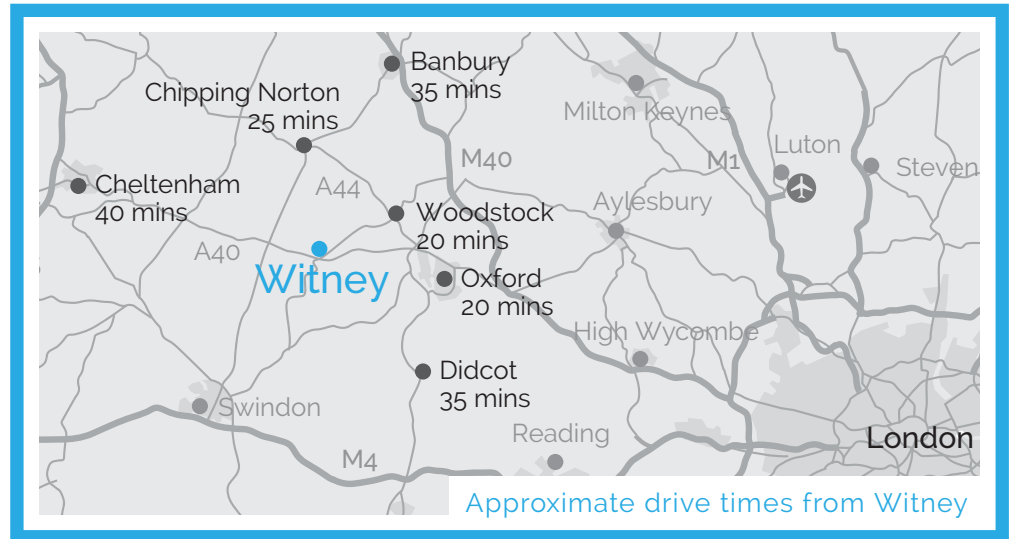 Banbury
35 mins
Chipping Norton
25 mins
Milton Keynes
M40
M1
Luton
Steven
Cheltenham
40 mins
A44
Aylesbury
Woodstock
20 mins
A40
Witney
Oxford
20 mins
High Wycombe
Didcot
35 mins
Swindon
Reading
London
M4
Approximate drive times from Witney